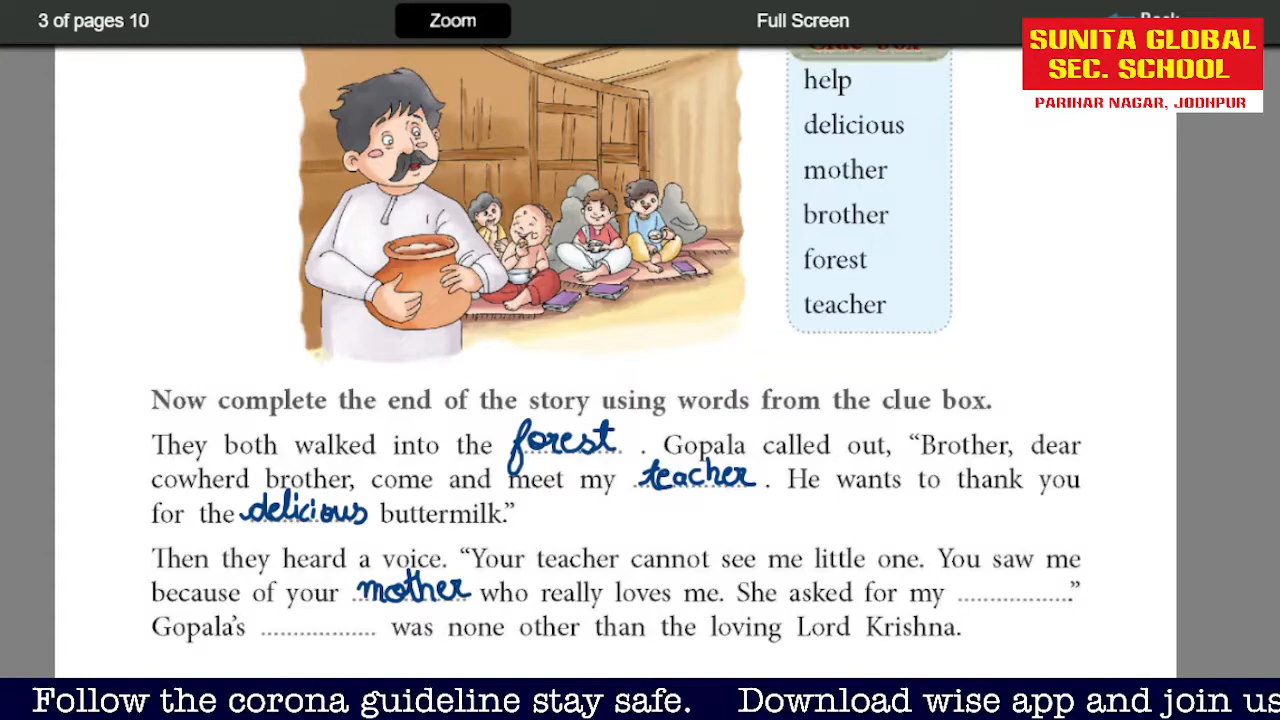 3 of pages 10
Zoom
Full Screen
Back
SUNITA GLOBAL
SEC. SCHOOL
PARIHAR NAGAR, JODHPUR
help
delicious
mother
brother
forest
teacher
Now complete the end of the story using words from the clue box.
They both walked into the forest . Gopala called out, “Brother, dear
cowherd brother, come and meet my teacher . He wants to thank you
for the delicious buttermilk.”
Then they heard a voice. “Your teacher cannot see me little one. You saw me
because of your mother who really loves me. She asked for my ..................”
Gopala’s .................. was none other than the loving Lord Krishna.
Follow the corona guideline stay safe. Download wise app and join us